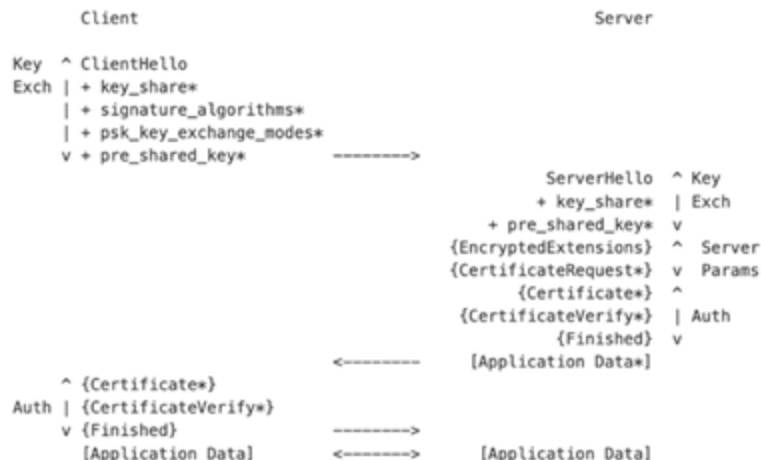 Client Server
Key ^ ClientHello
Exch | + key_share*
| + signature_algorithms*
| + psk_key_exchange_modes*
v + pre_shared_key* -------->
ServerHello ^ Key
+ key_share* | Exch
+ pre_shared_key* v
{EncryptedExtensions} ^ Server
{CertificateRequest*} v Params
{Certificate*} ^
{CertificateVerify*} | Auth
{Finished} v
<-------- [Application Data*]
^ {Certificate*}
Auth | {CertificateVerify*}
v {Finished} -------->
[Application Data] <-------> [Application Data]